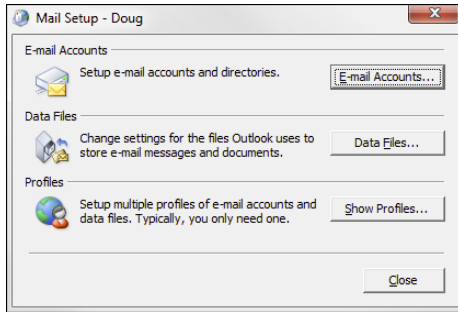 Mail Setup - Doug
E-mail Accounts
Setup e-mail accounts and directories.
E-mail Accounts...
Data Files
Change settings for the files Outlook uses to
store e-mail messages and documents.
Data Files...
Profiles
Setup multiple profiles of e-mail accounts and
data files. Typically, you only need one.
Show Profiles...
Close